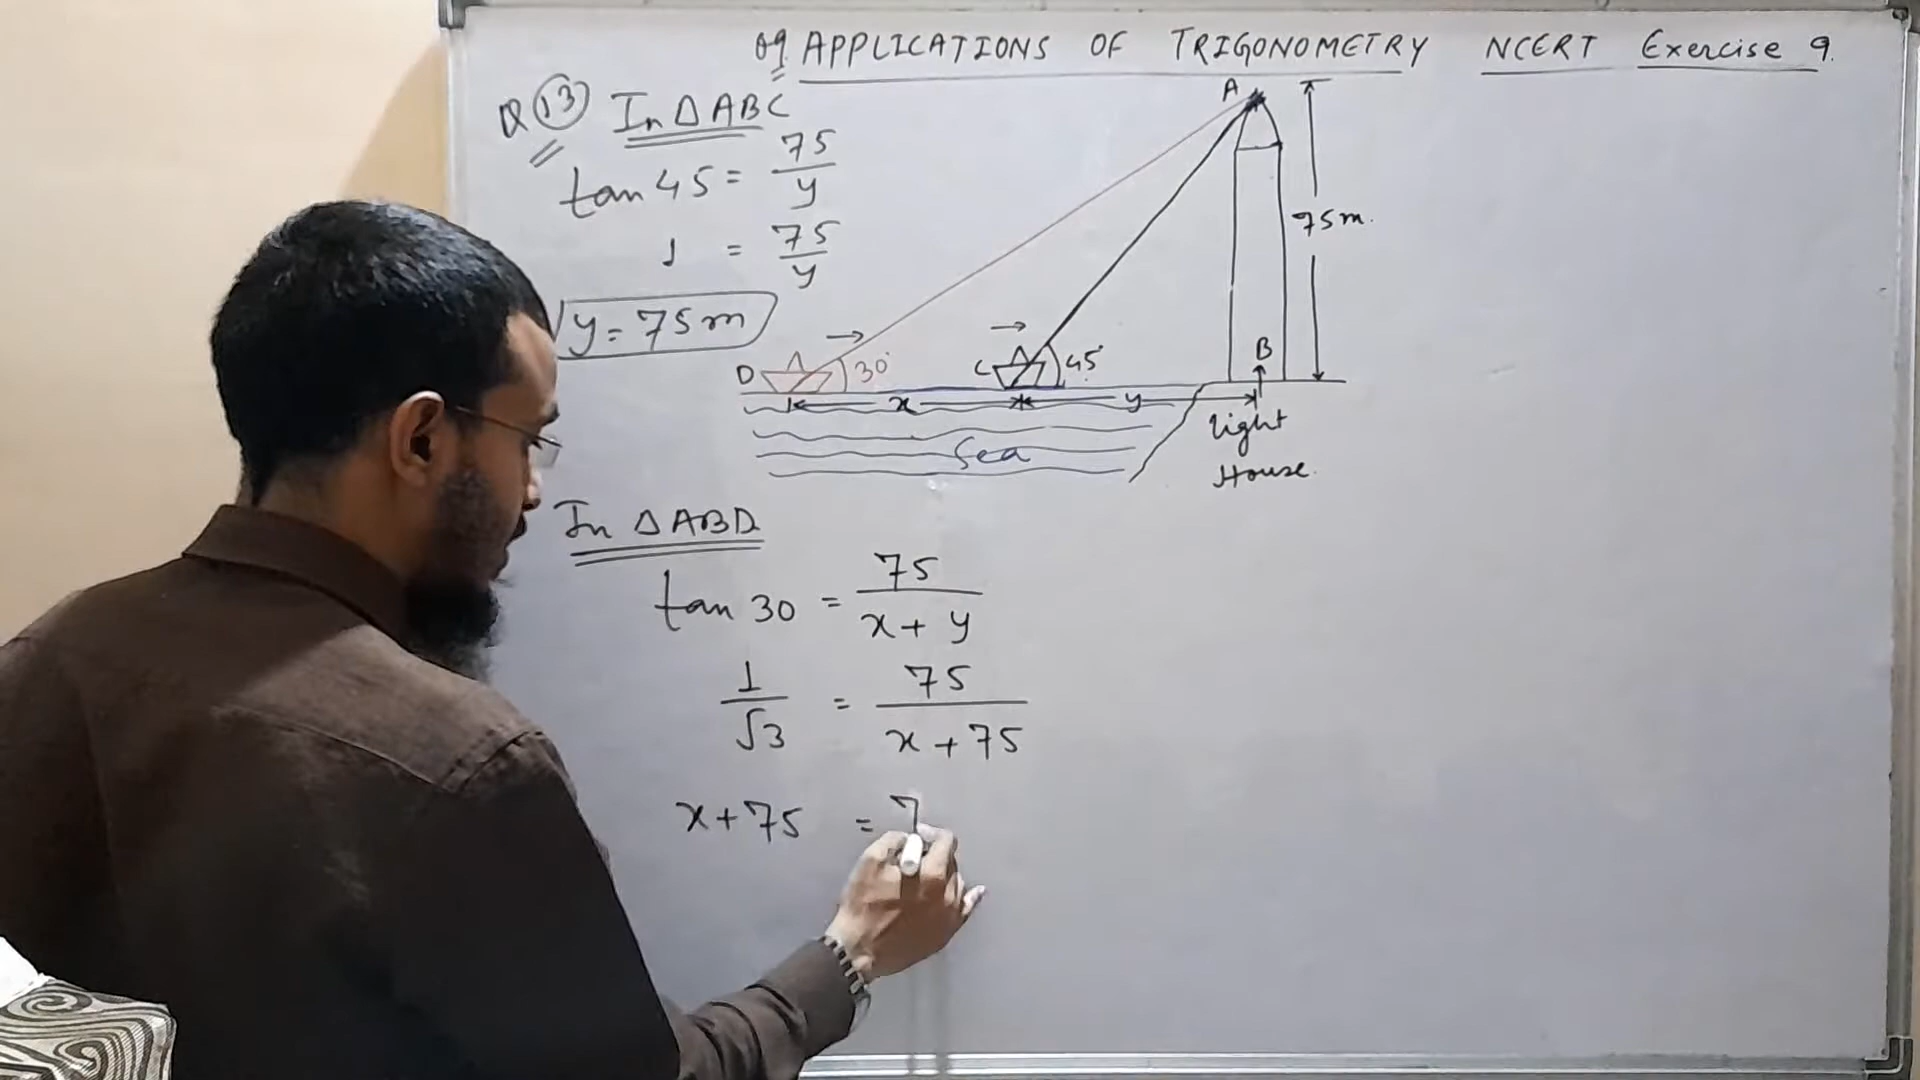 09 APPLICATIONS OF TRIGONOMETRY NCERT Exercise 9.
Q 13 In Δ ABC
tan 45 = 75/y
1 = 75/y
y = 75m
A
75m.
D 30°
C 45°
B
x y
Sea
light
House.
In Δ ABD
tan 30 = 75/x+y
1/√3 = 75/x+75
x+75 = 7